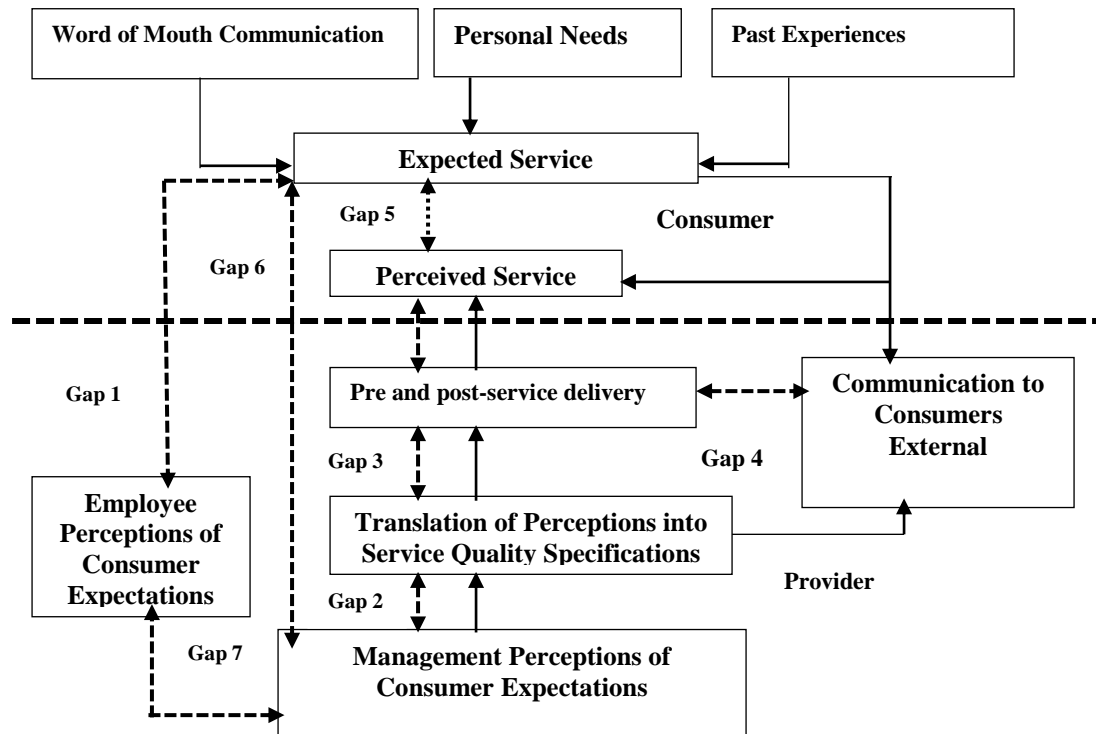 Word of Mouth Communication
Personal Needs
Past Experiences
Expected Service
Gap 5
Consumer
Gap 6
Perceived Service
Gap 1
Pre and post-service delivery
Communication to
Consumers
External
Gap 3
Gap 4
Employee
Perceptions of
Consumer
Expectations
Translation of Perceptions into
Service Quality Specifications
Provider
Gap 2
Gap 7
Management Perceptions of
Consumer Expectations